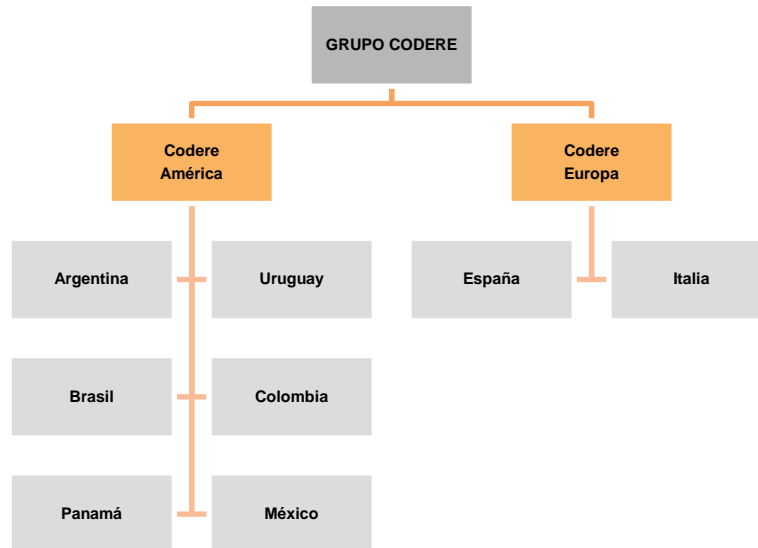 GRUPO CODERE
Codere
América
Codere
Europa
Argentina
Uruguay
España
Italia
Brasil
Colombia
Panamá
México